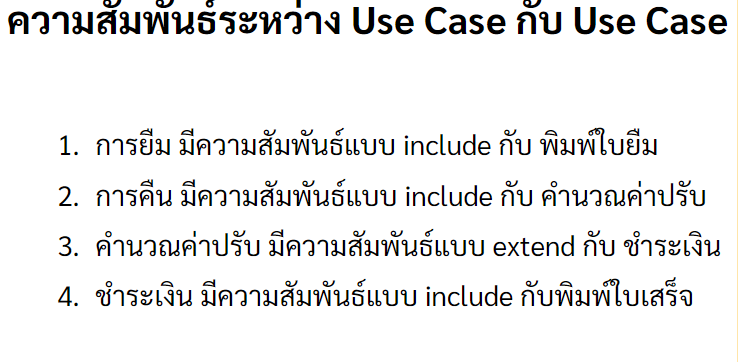 ความสัมพันธ์ระหว่าง Use Case กับ Use Case
1. การยืม มีความสัมพันธ์แบบ include กับ พิมพ์ใบยืม
2. การคืน มีความสัมพันธ์แบบ include กับ คำนวณค่าปรับ
3. คำนวณค่าปรับ มีความสัมพันธ์แบบ extend กับ ชำระเงิน
4. ชำระเงิน มีความสัมพันธ์แบบ include กับพิมพ์ใบเสร็จ